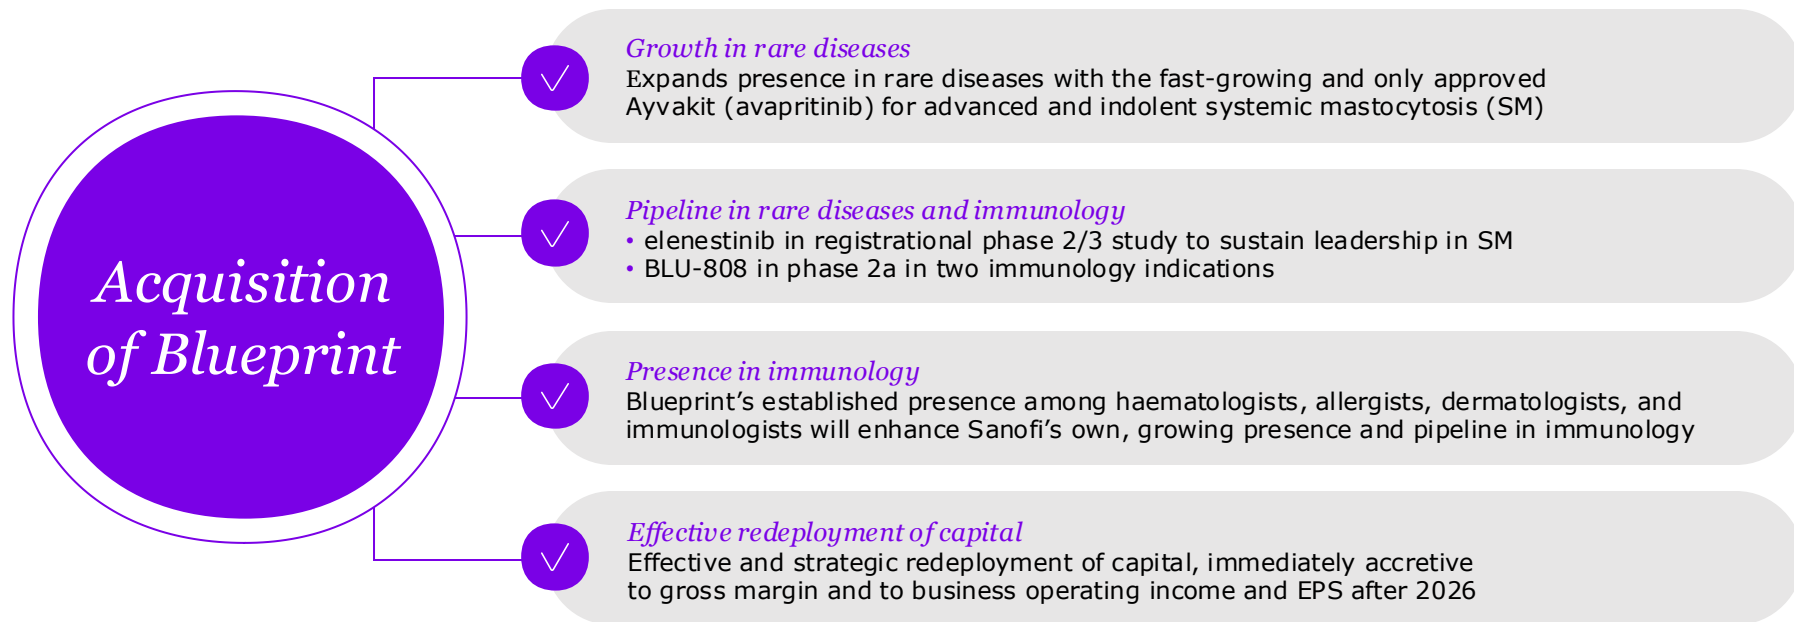 Acquisition
of Blueprint
Growth in rare diseases
Expands presence in rare diseases with the fast-growing and only approved
Ayvakit (avapritinib) for advanced and indolent systemic mastocytosis (SM)
Pipeline in rare diseases and immunology
• elenestinib in registrational phase 2/3 study to sustain leadership in SM
• BLU-808 in phase 2a in two immunology indications
Presence in immunology
Blueprint’s established presence among haematologists, allergists, dermatologists, and
immunologists will enhance Sanofi’s own, growing presence and pipeline in immunology
Effective redeployment of capital
Effective and strategic redeployment of capital, immediately accretive
to gross margin and to business operating income and EPS after 2026